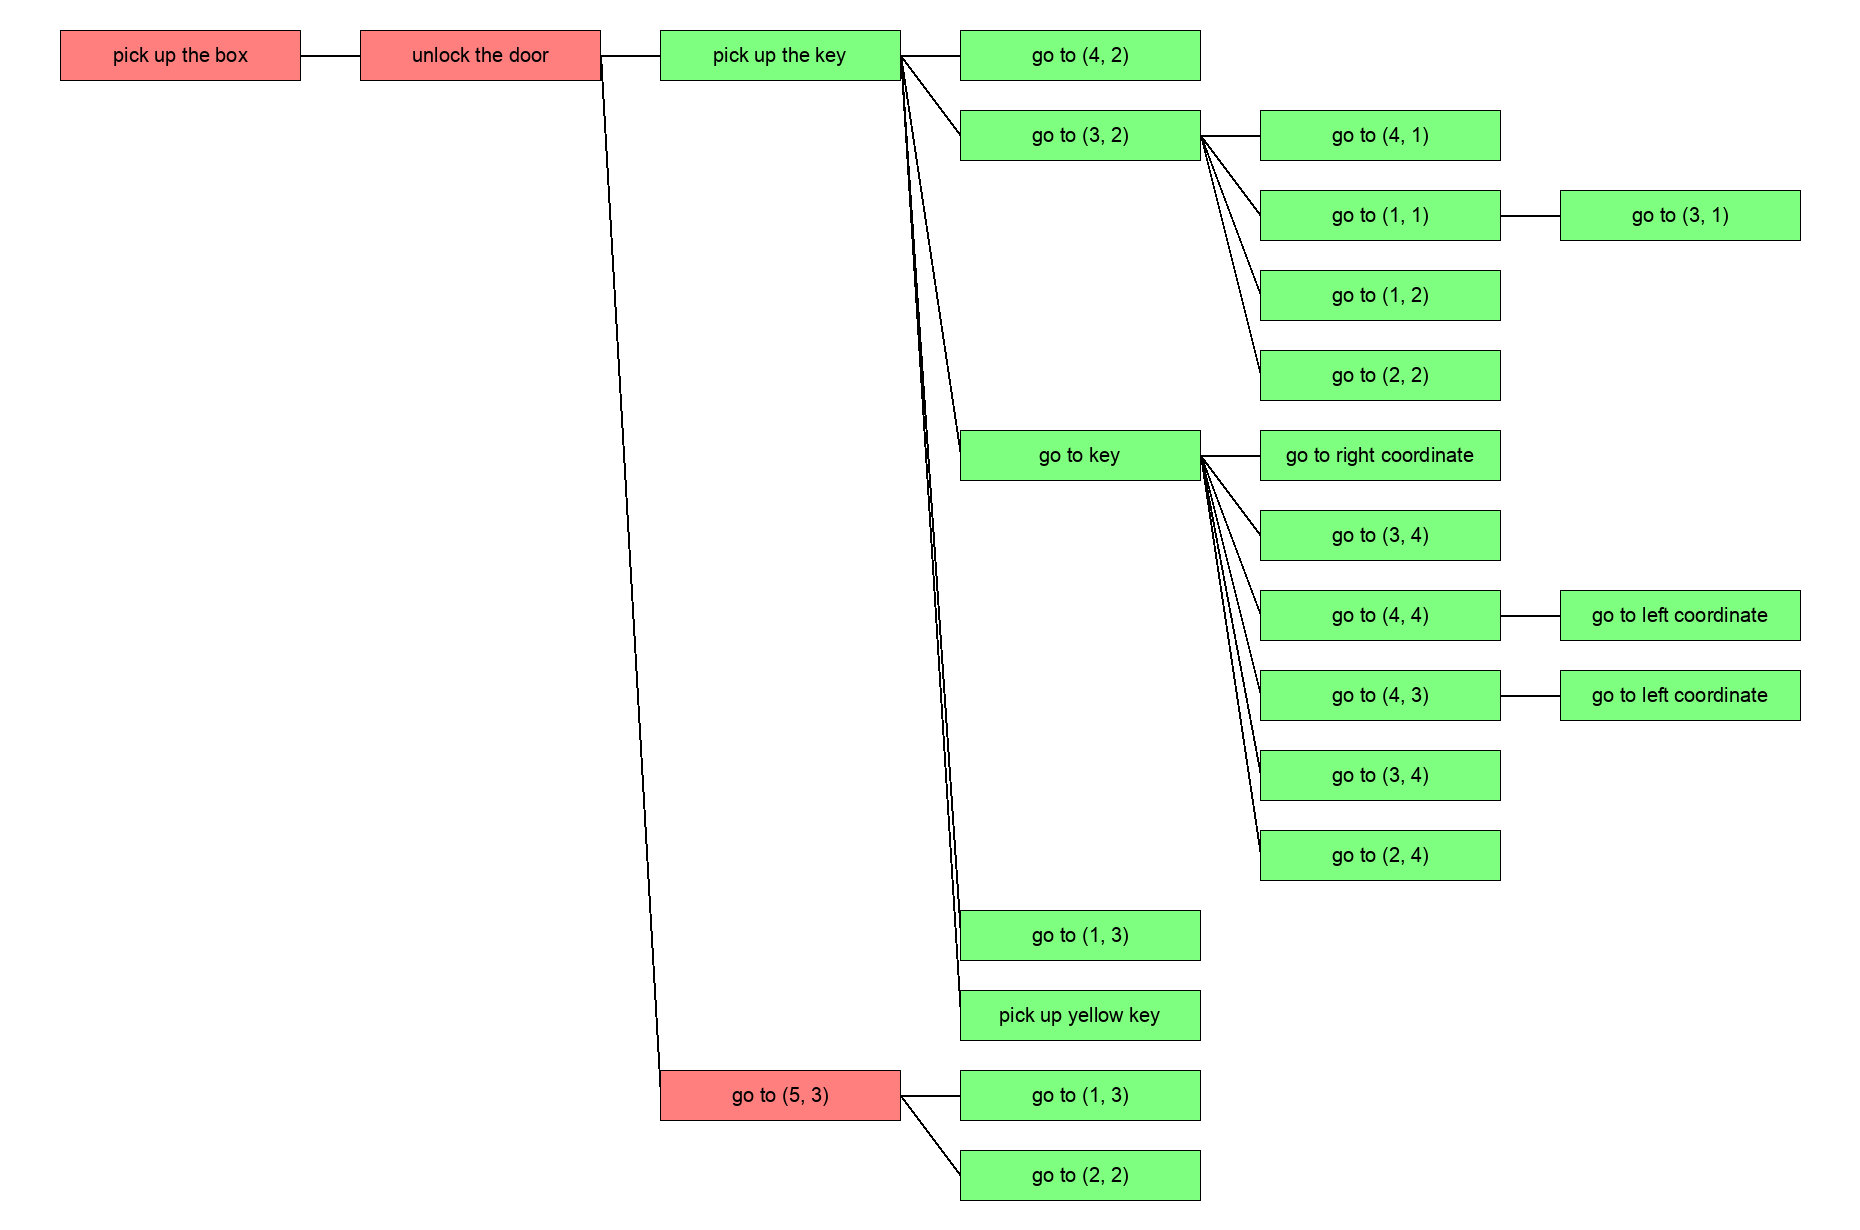 pick up the box
unlock the door
pick up the key
go to (4, 2)
go to (3, 2)
go to (4, 1)
go to (1, 1)
go to (3, 1)
go to (1, 2)
go to (2, 2)
go to key
go to right coordinate
go to (3, 4)
go to (4, 4)
go to left coordinate
go to (4, 3)
go to left coordinate
go to (3, 4)
go to (2, 4)
go to (1, 3)
pick up yellow key
go to (5, 3)
go to (1, 3)
go to (2, 2)